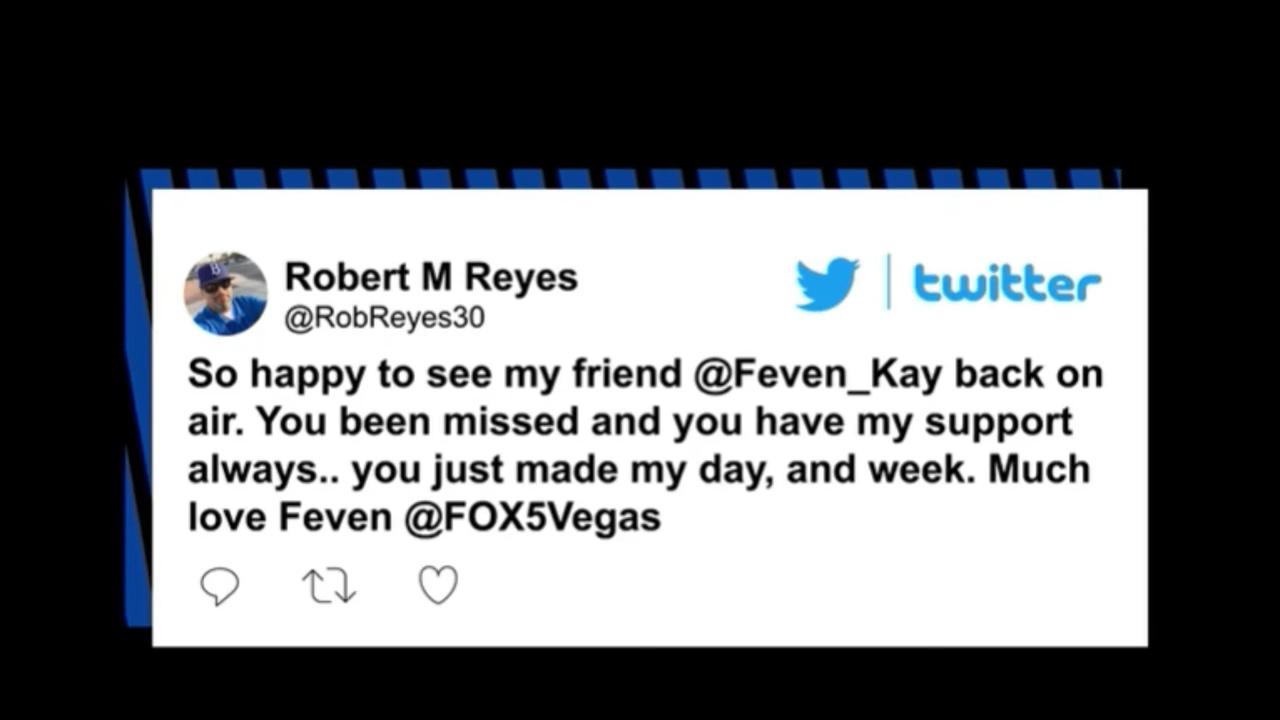 Robert M Reyes
@RobReyes30
twitter
So happy to see my friend @Feven_Kay back on
air. You been missed and you have my support
always.. you just made my day, and week. Much
love Feven @FOX5Vegas